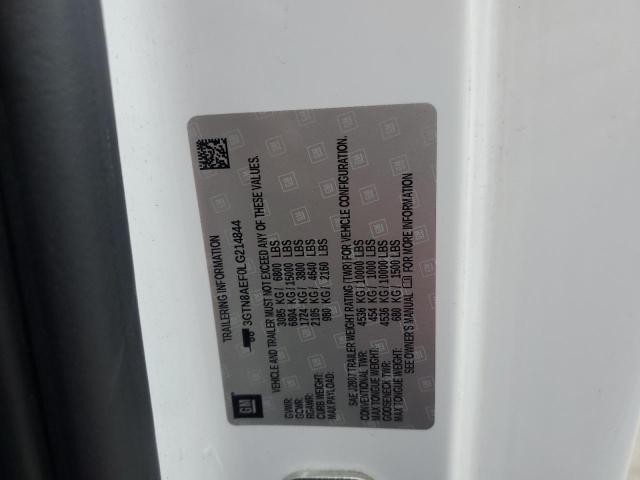 TRAILERING INFORMATION
3GTN8AEF0LG214844
VEHICLE AND TRAILER MUST NOT EXCEED ANY OF THESE VALUES.
GVWR: 3085 KG/ 6800 LBS
GCWR: 6804 KG/ 15000 LBS
RGAWR: 1724 KG/ 3800 LBS
CURB WEIGHT: 2105 KG/ 4640 LBS
MAX PAYLOAD: 980 KG/ 2160 LBS
SAE J2807 TRAILER WEIGHT RATING (TWR) FOR VEHICLE CONFIGURATION.
CONVENTIONAL TWR: 4536 KG/ 10000 LBS
MAX TONGUE WEIGHT: 454 KG/ 1000 LBS
GOOSENECK TWR: 4536 KG/ 10000 LBS
MAX TONGUE WEIGHT: 680 KG/ 1500 LBS
SEE OWNER'S MANUAL FOR MORE INFORMATION
GM